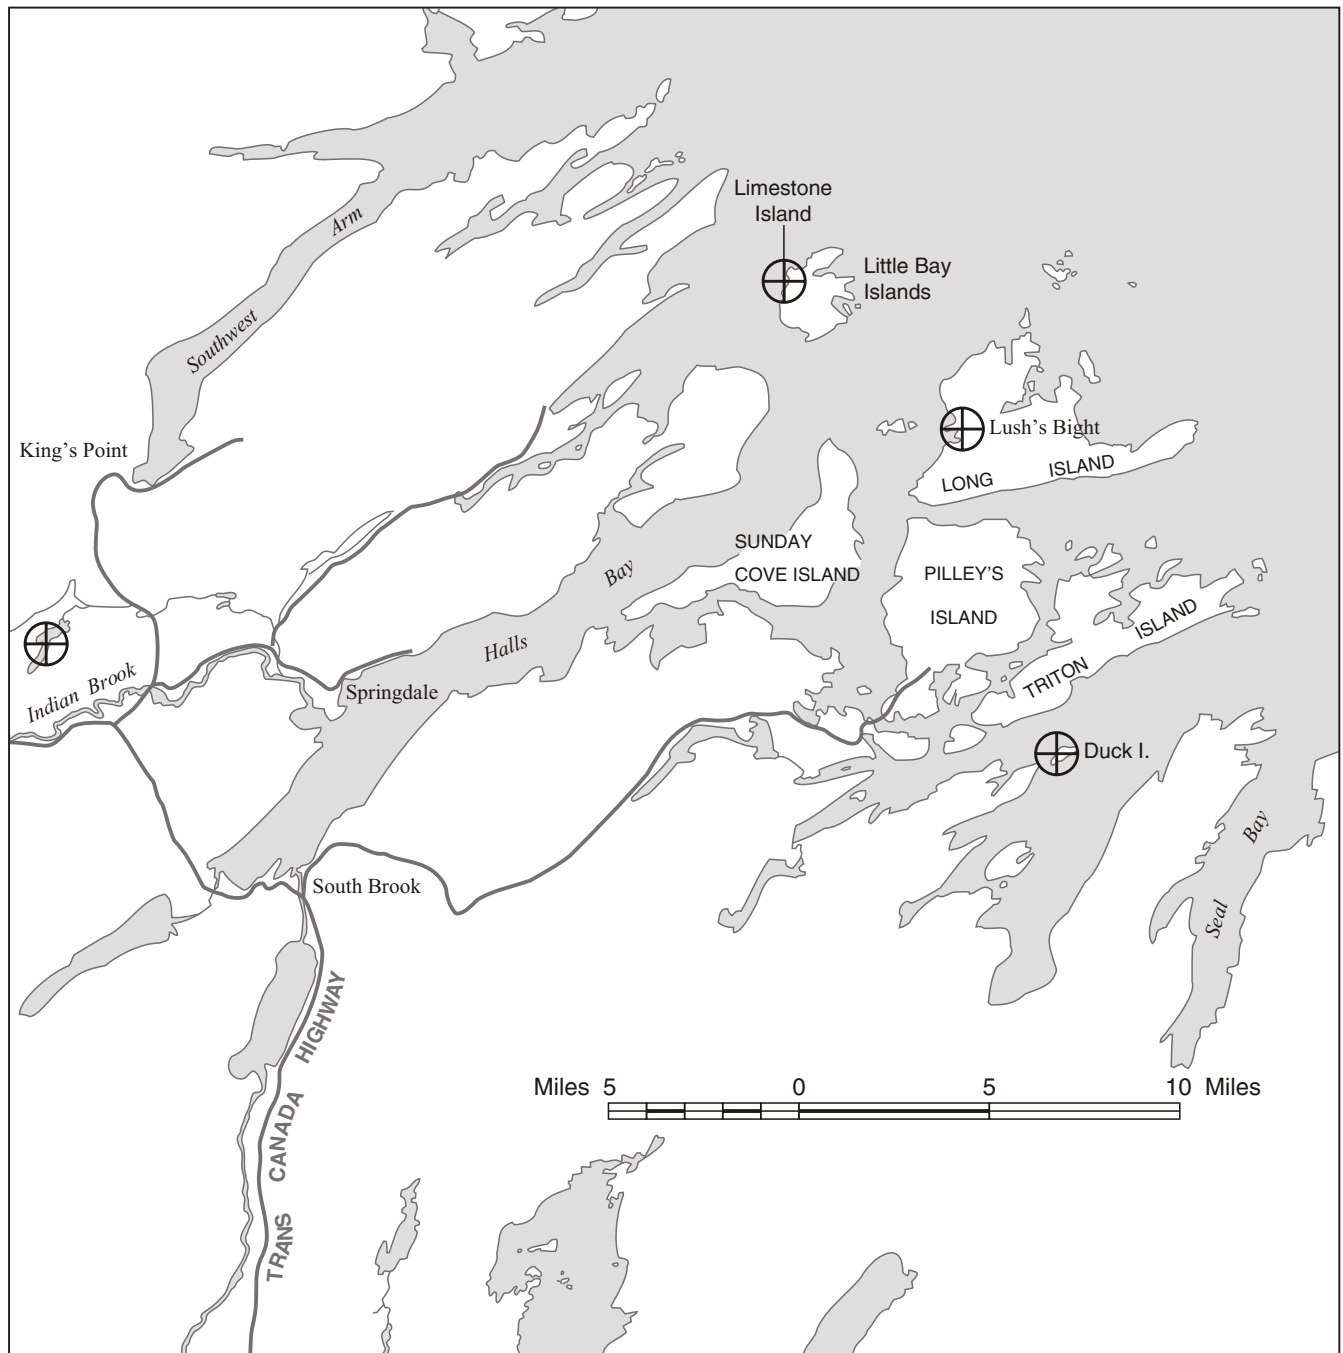 Limestone
Island
Little Bay
Islands
Arm
Southwest
King's Point
Lush's Bight
LONG ISLAND
SUNDAY
COVE ISLAND
Bay
Halls
PILLEY'S
ISLAND
TRITON ISLAND
Indian Brook
Springdale
Duck I.
Bay
Seal
South Brook
TRANS CANADA HIGHWAY
Miles 5 0 5 10 Miles